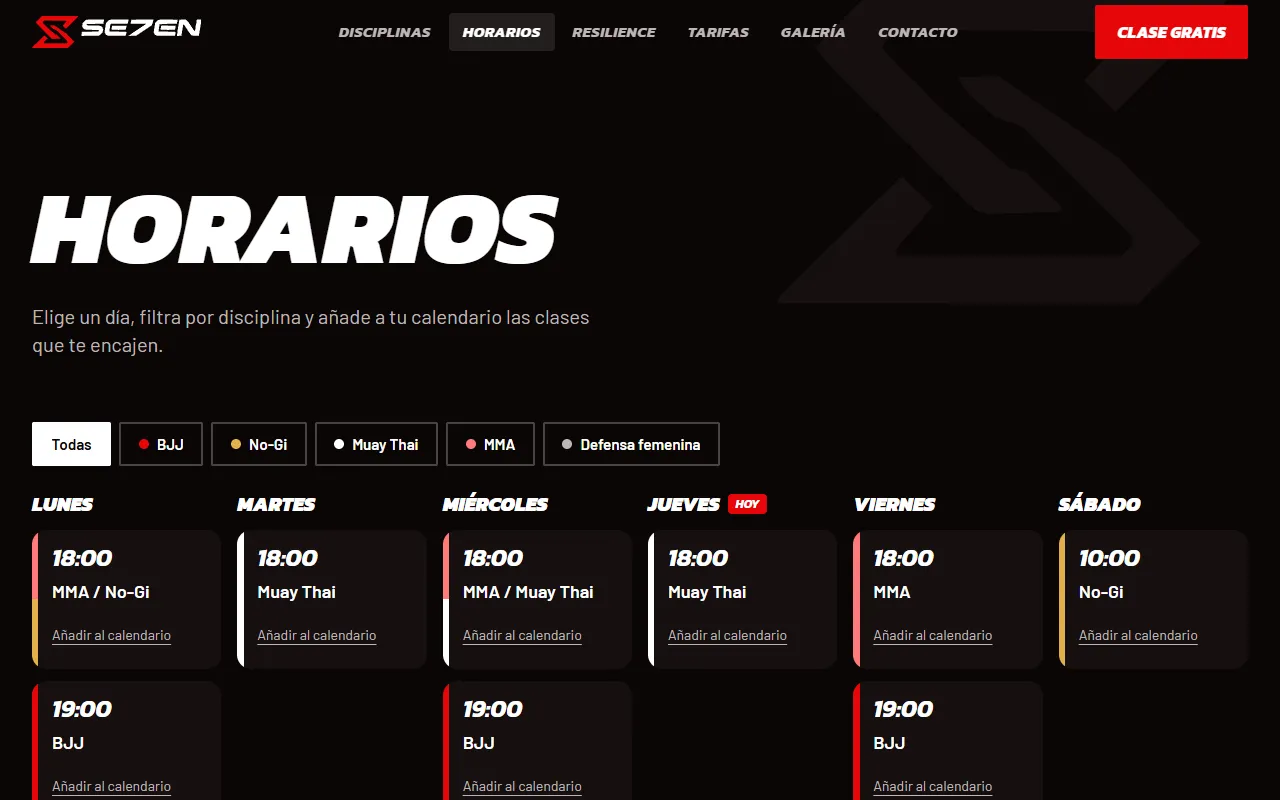 SE7EN
DISCIPLINAS
HORARIOS
RESILIENCE
TARIFAS
GALERÍA
CONTACTO
CLASE GRATIS
HORARIOS
Elige un día, filtra por disciplina y añade a tu calendario las clases
que te encajen.
Todas
BJJ
No-Gi
Muay Thai
MMA
Defensa femenina
LUNES
18:00
MMA / No-Gi
Añadir al calendario
19:00
BJJ
Añadir al calendario
MARTES
18:00
Muay Thai
Añadir al calendario
MIÉRCOLES
18:00
MMA / Muay Thai
Añadir al calendario
19:00
BJJ
Añadir al calendario
JUEVES HOY
18:00
Muay Thai
Añadir al calendario
VIERNES
18:00
MMA
Añadir al calendario
19:00
BJJ
Añadir al calendario
SÁBADO
10:00
No-Gi
Añadir al calendario